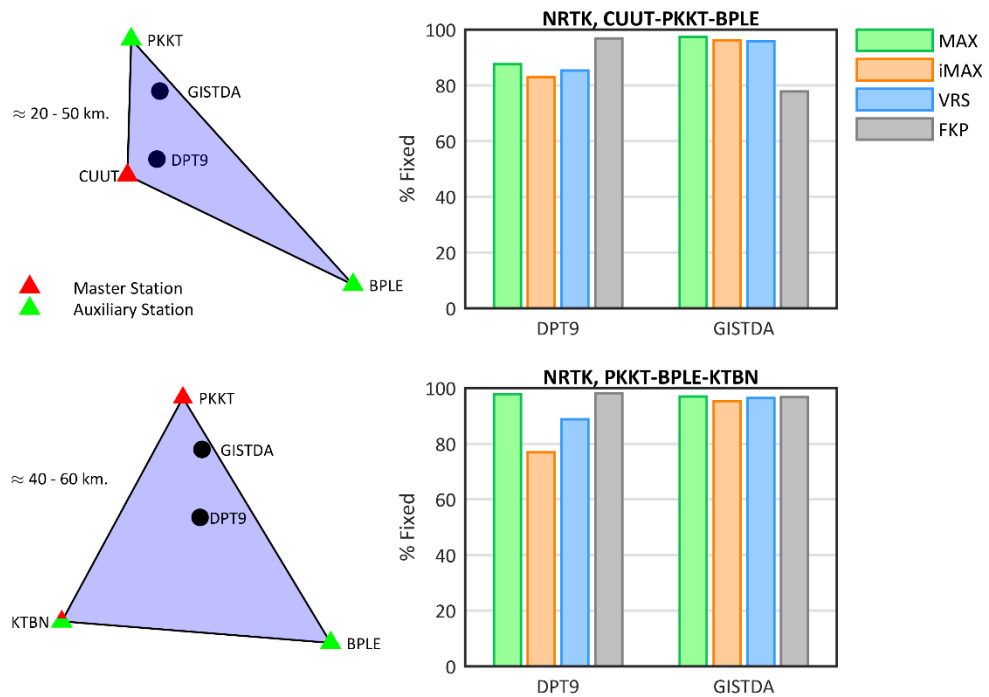 PKKT
GISTDA
≈ 20 - 50 km.
DPT9
CUUT
BPLE
Master Station
Auxiliary Station
NRTK, CUUT-PKKT-BPLE
100
80
60
40
20
0
% Fixed
DPT9
GISTDA
MAX
iMAX
VRS
FKP
PKKT
GISTDA
≈ 40 - 60 km.
DPT9
KTBN
BPLE
NRTK, PKKT-BPLE-KTBN
100
80
60
40
20
0
% Fixed
DPT9
GISTDA